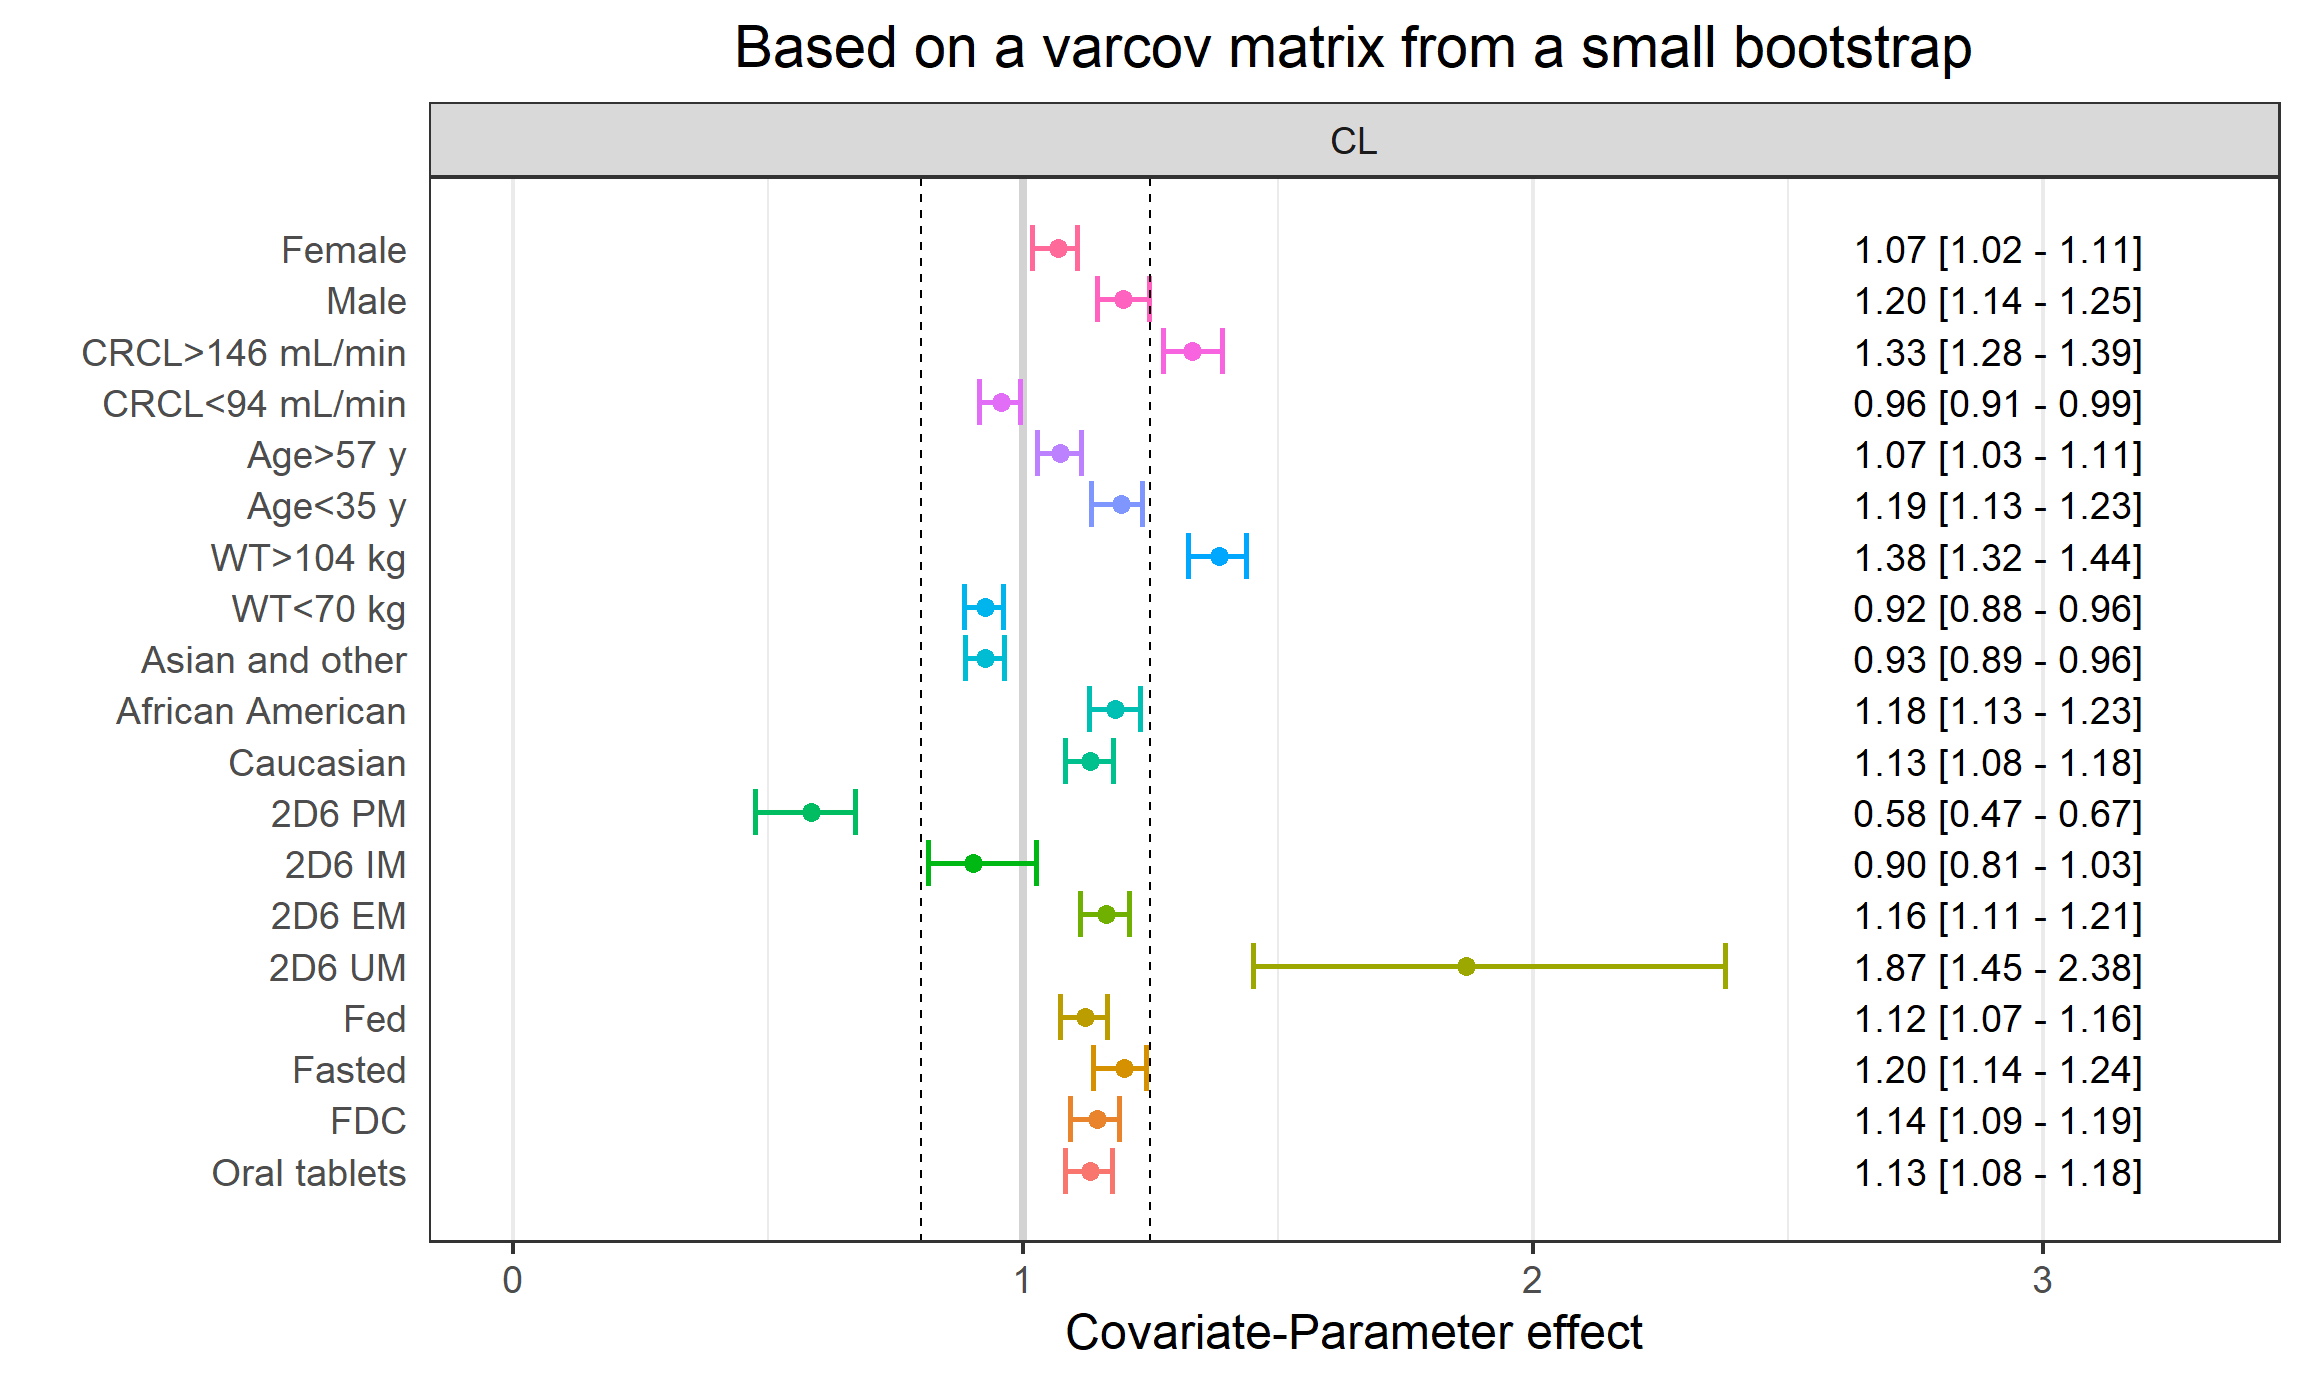 Based on a varcov matrix from a small bootstrap
CL
Female 1.07 [1.02 - 1.11]
Male 1.20 [1.14 - 1.25]
CRCL>146 mL/min 1.33 [1.28 - 1.39]
CRCL<94 mL/min 0.96 [0.91 - 0.99]
Age>57 y 1.07 [1.03 - 1.11]
Age<35 y 1.19 [1.13 - 1.23]
WT>104 kg 1.38 [1.32 - 1.44]
WT<70 kg 0.92 [0.88 - 0.96]
Asian and other 0.93 [0.89 - 0.96]
African American 1.18 [1.13 - 1.23]
Caucasian 1.13 [1.08 - 1.18]
2D6 PM 0.58 [0.47 - 0.67]
2D6 IM 0.90 [0.81 - 1.03]
2D6 EM 1.16 [1.11 - 1.21]
2D6 UM 1.87 [1.45 - 2.38]
Fed 1.12 [1.07 - 1.16]
Fasted 1.20 [1.14 - 1.24]
FDC 1.14 [1.09 - 1.19]
Oral tablets 1.13 [1.08 - 1.18]
0 1 2 3
Covariate-Parameter effect